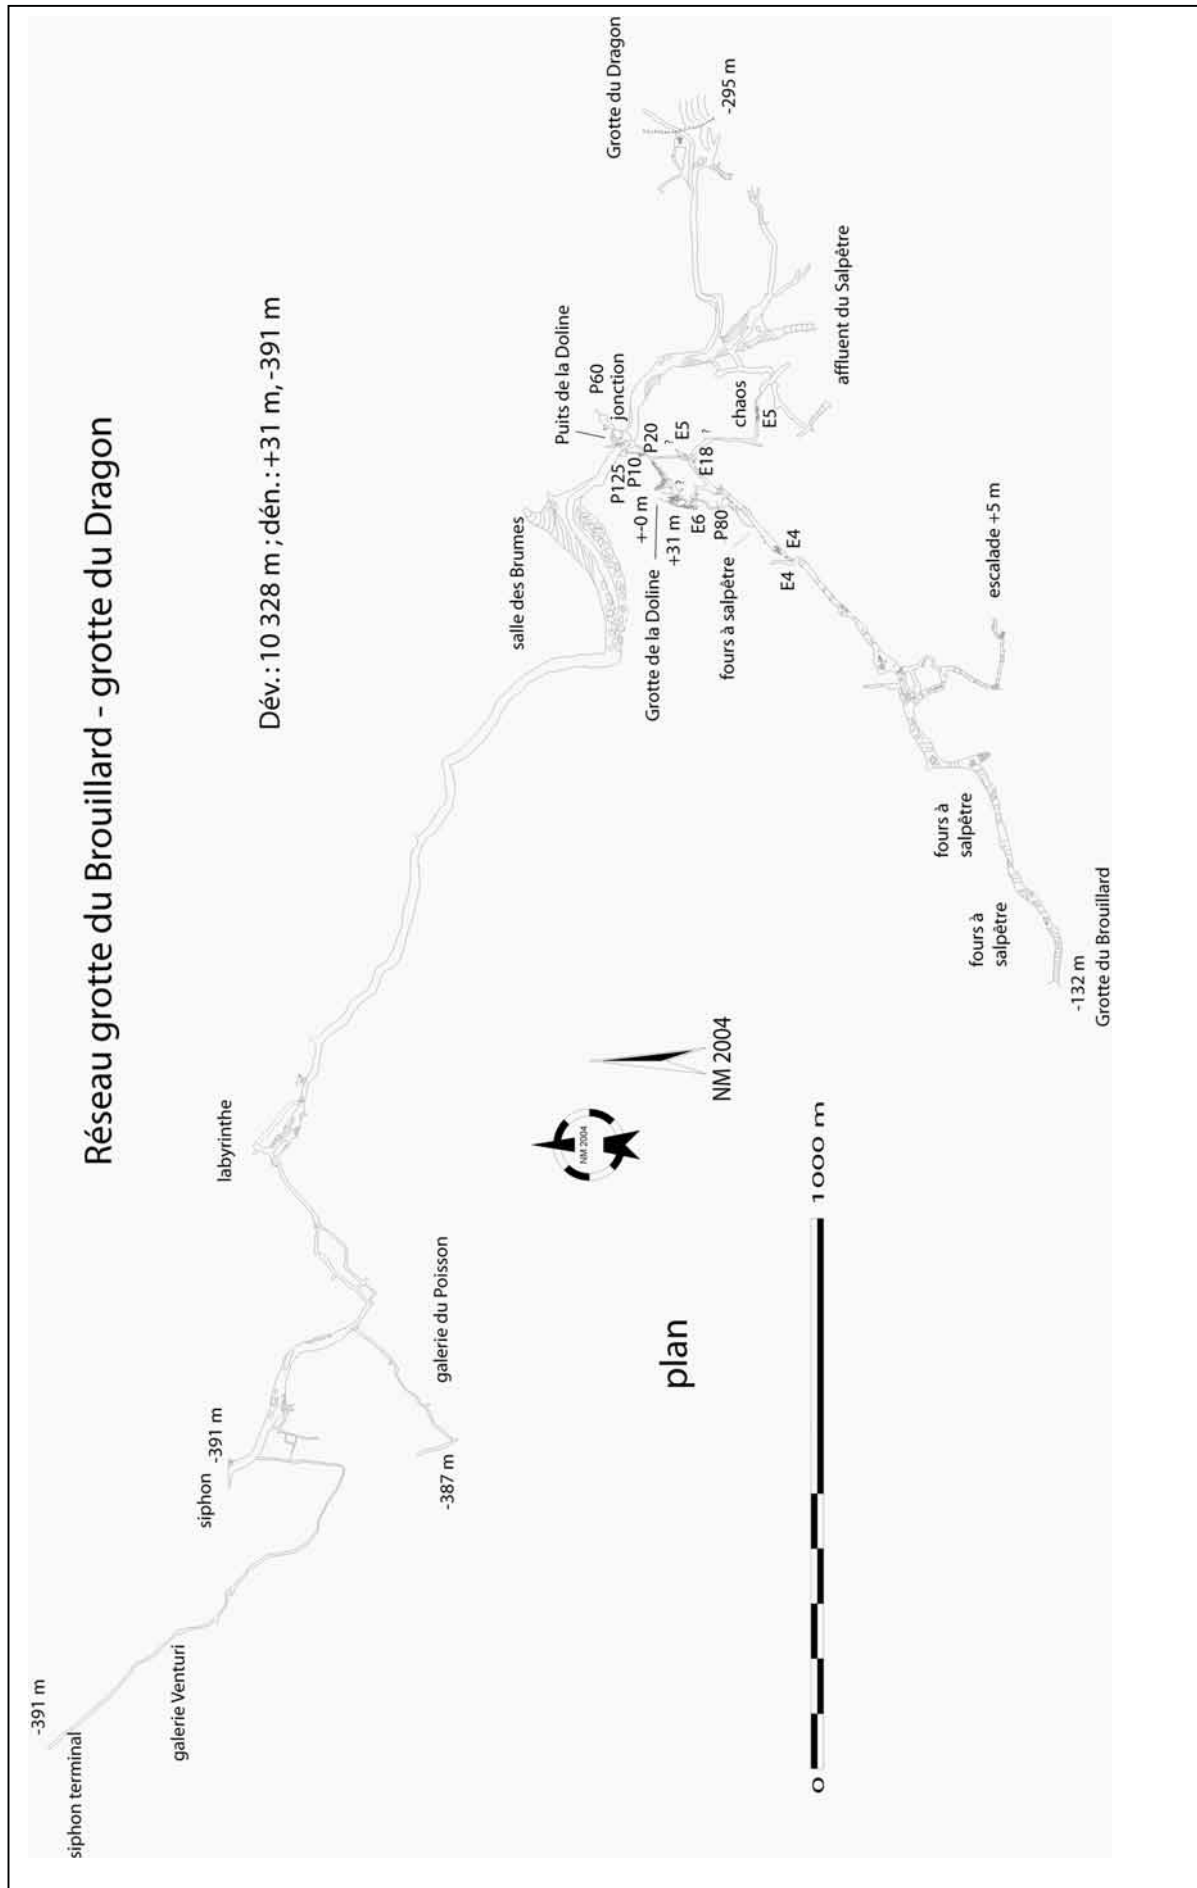 Réseau grotte du Brouillard - grotte du Dragon
Dév.: 10 328 m ; dén.: +31 m, -391 m
siphon terminal
-391 m
galerie Venturi
siphon
-391 m
-387 m
galerie du Poisson
labyrinthe
salle des Brumes
Puits de la Doline
P60
jonction
P125
P10
P20
Grotte de la Doline
+-0 m
+31 m
E6
P80
?
?
E5
?
E18
chaos
E5
Grotte du Dragon
-295 m
affluent du Salpêtre
fours à salpêtre
E4
E4
escalade +5 m
fours à
salpêtre
fours à
salpêtre
-132 m
Grotte du Brouillard
NM 2004
NM 2004
plan
0
1000 m